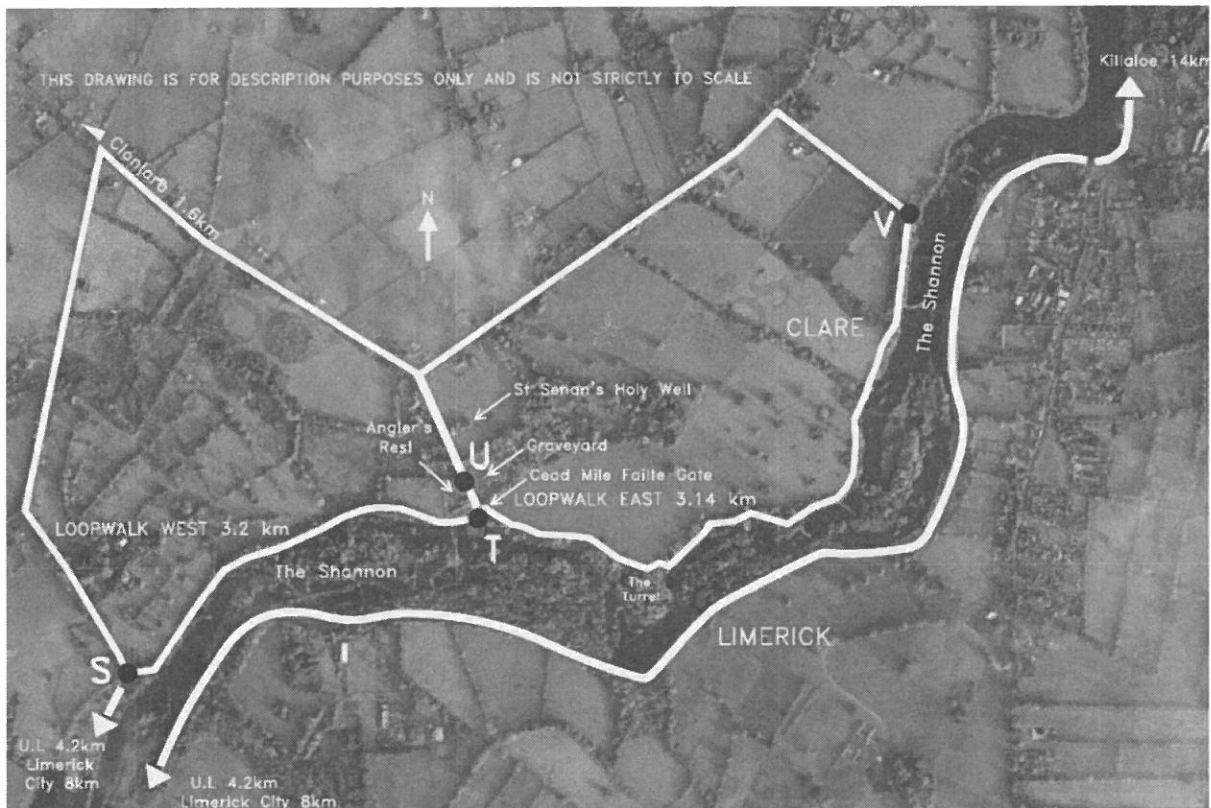 Killaloe 14km
THIS DRAWING IS FOR DESCRIPTION PURPOSES ONLY AND IS NOT STRICTLY TO SCALE
Clonlara 1.6km
N
V
The Shannon
CLARE
St Senan's Holy Well
Angler's
Rest
U
Graveyard
Cead Mile Failte Gate
LOOPWALK EAST 3.14 km
LOOPWALK WEST 3.2 km
T
The Shannon
The
Turret
LIMERICK
S
U.L 4.2km
Limerick
City 8km
U.L 4.2km
Limerick City 8km